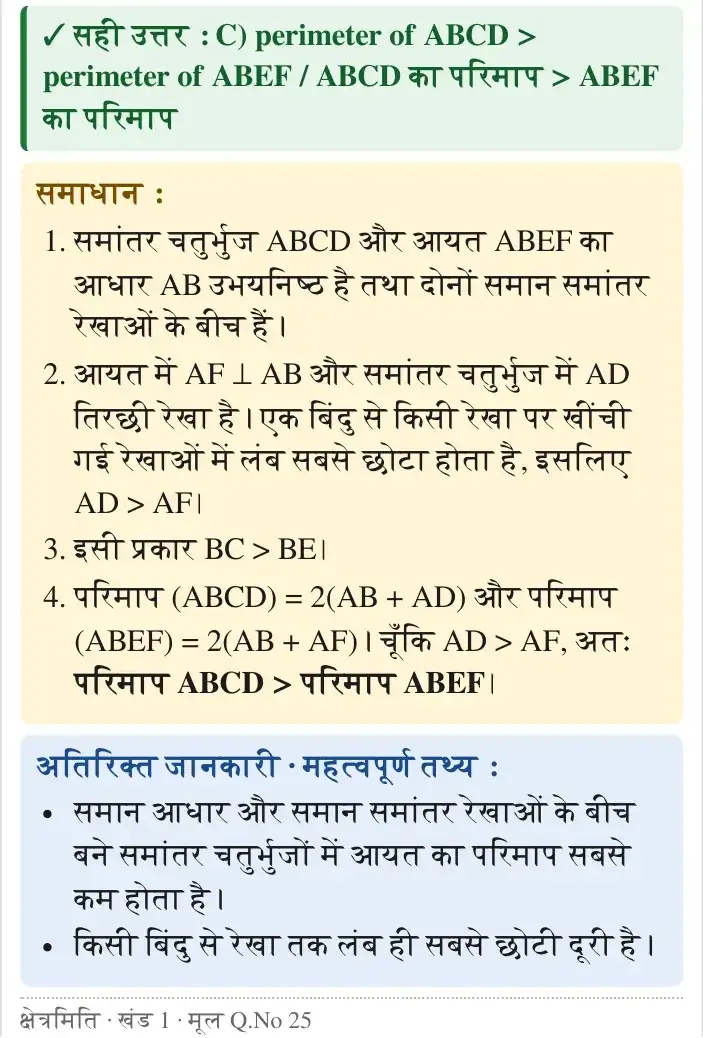 ✓ सही उत्तर : C) perimeter of ABCD >
perimeter of ABEF / ABCD का परिमाप > ABEF
का परिमाप
समाधान :
1. समांतर चतुर्भुज ABCD और आयत ABEF का
आधार AB उभयनिष्ठ है तथा दोनों समान समांतर
रेखाओं के बीच हैं।
2. आयत में AF ⊥ AB और समांतर चतुर्भुज में AD
तिरछी रेखा है। एक बिंदु से किसी रेखा पर खींची
गई रेखाओं में लंब सबसे छोटा होता है, इसलिए
AD > AF।
3. इसी प्रकार BC > BE।
4. परिमाप (ABCD) = 2(AB + AD) और परिमाप
(ABEF) = 2(AB + AF)। चूँकि AD > AF, अतः
परिमाप ABCD > परिमाप ABEF।
अतिरिक्त जानकारी · महत्वपूर्ण तथ्य :
• समान आधार और समान समांतर रेखाओं के बीच
बने समांतर चतुर्भुजों में आयत का परिमाप सबसे
कम होता है।
• किसी बिंदु से रेखा तक लंब ही सबसे छोटी दूरी है।
क्षेत्रमिति · खंड 1 · मूल Q.No 25